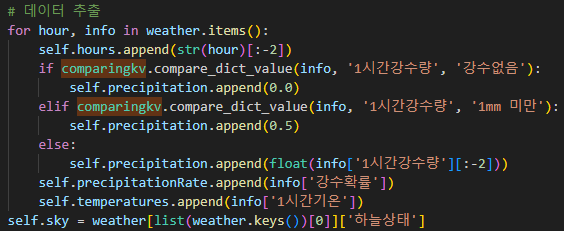 # 데이터 추출
for hour, info in weather.items():
    self.hours.append(str(hour)[:-2])
    if comparingkv.compare_dict_value(info, '1시간강수량', '강수없음'):
        self.precipitation.append(0.0)
    elif comparingkv.compare_dict_value(info, '1시간강수량', '1mm 미만'):
        self.precipitation.append(0.5)
    else:
        self.precipitation.append(float(info['1시간강수량'][:-2]))
    self.precipitationRate.append(info['강수확률'])
    self.temperatures.append(info['1시간기온'])
self.sky = weather[list(weather.keys())[0]]['하늘상태']